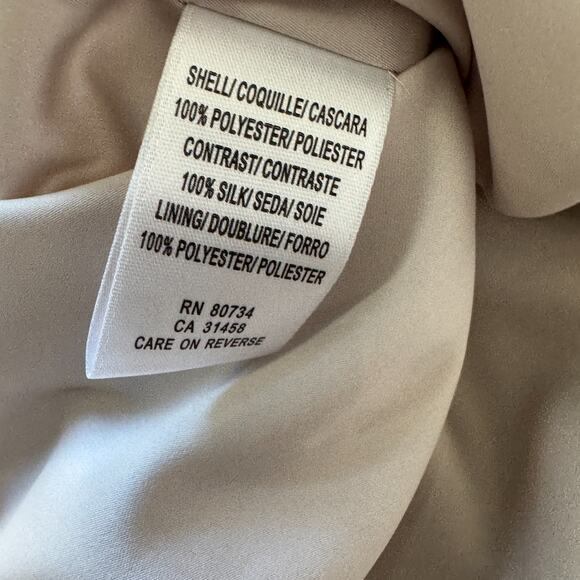 SHELL/ COQUILLE/ CASCARA
100% POLYESTER/ POLIESTER
CONTRAST/ CONTRASTE
100% SILK/ SEDA/ SOIE
LINING/ DOUBLURE/ FORRO
100% POLYESTER/ POLIESTER
RN 80734
CA 31458
CARE ON REVERSE